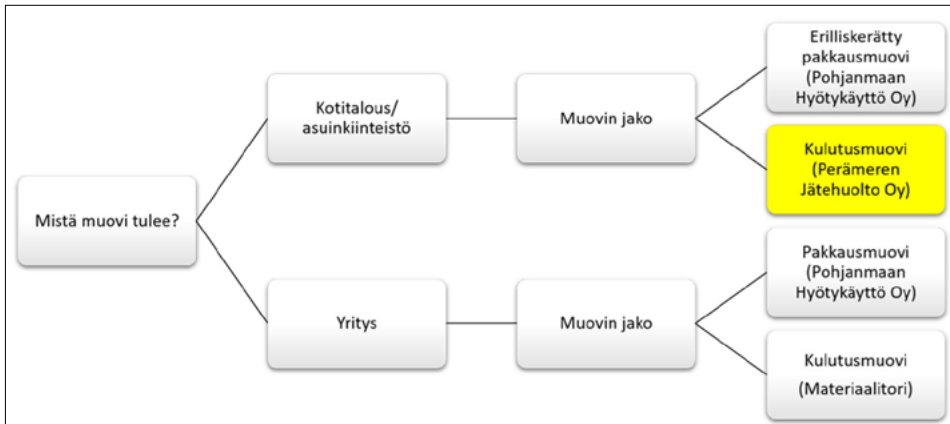 Mistä muovi tulee?
Kotitalous/
asuinkiinteistö
Muovin jako
Erilliskerätty
pakkausmuovi
(Pohjanmaan
Hyötykäyttö Oy)
Kulutusmuovi
(Perämeren
Jätehuolto Oy)
Yritys
Muovin jako
Pakkausmuovi
(Pohjanmaan
Hyötykäyttö Oy)
Kulutusmuovi
(Materiaalitori)